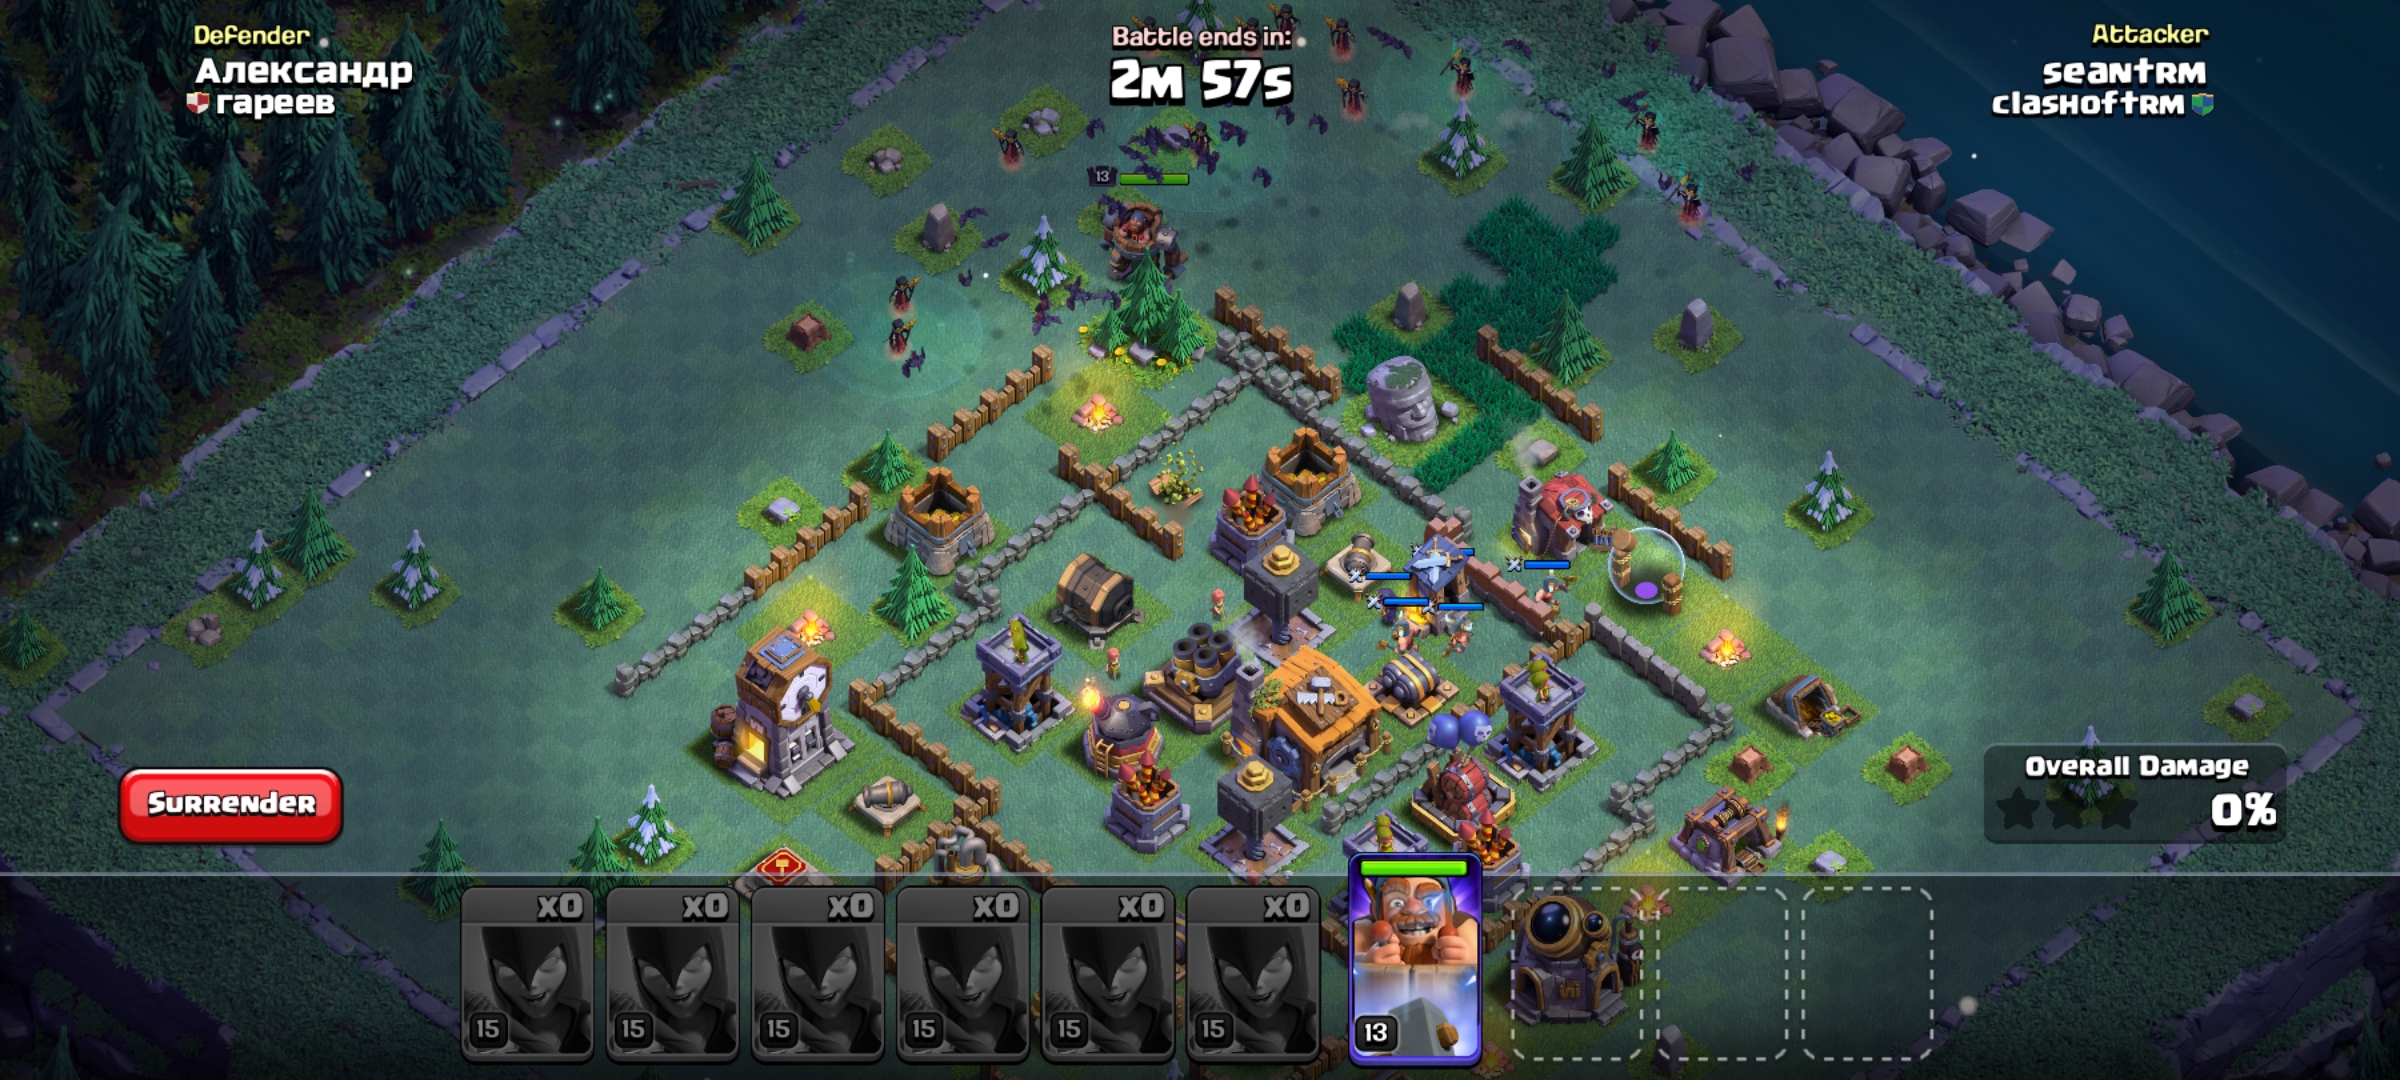 Defender
Александр
гареев
Battle ends in:
2m 57s
Attacker
seantrm
clashoftrm
13
Surrender
Overall Damage
0%
x0
x0
x0
x0
x0
x0
15
15
15
15
15
15
13